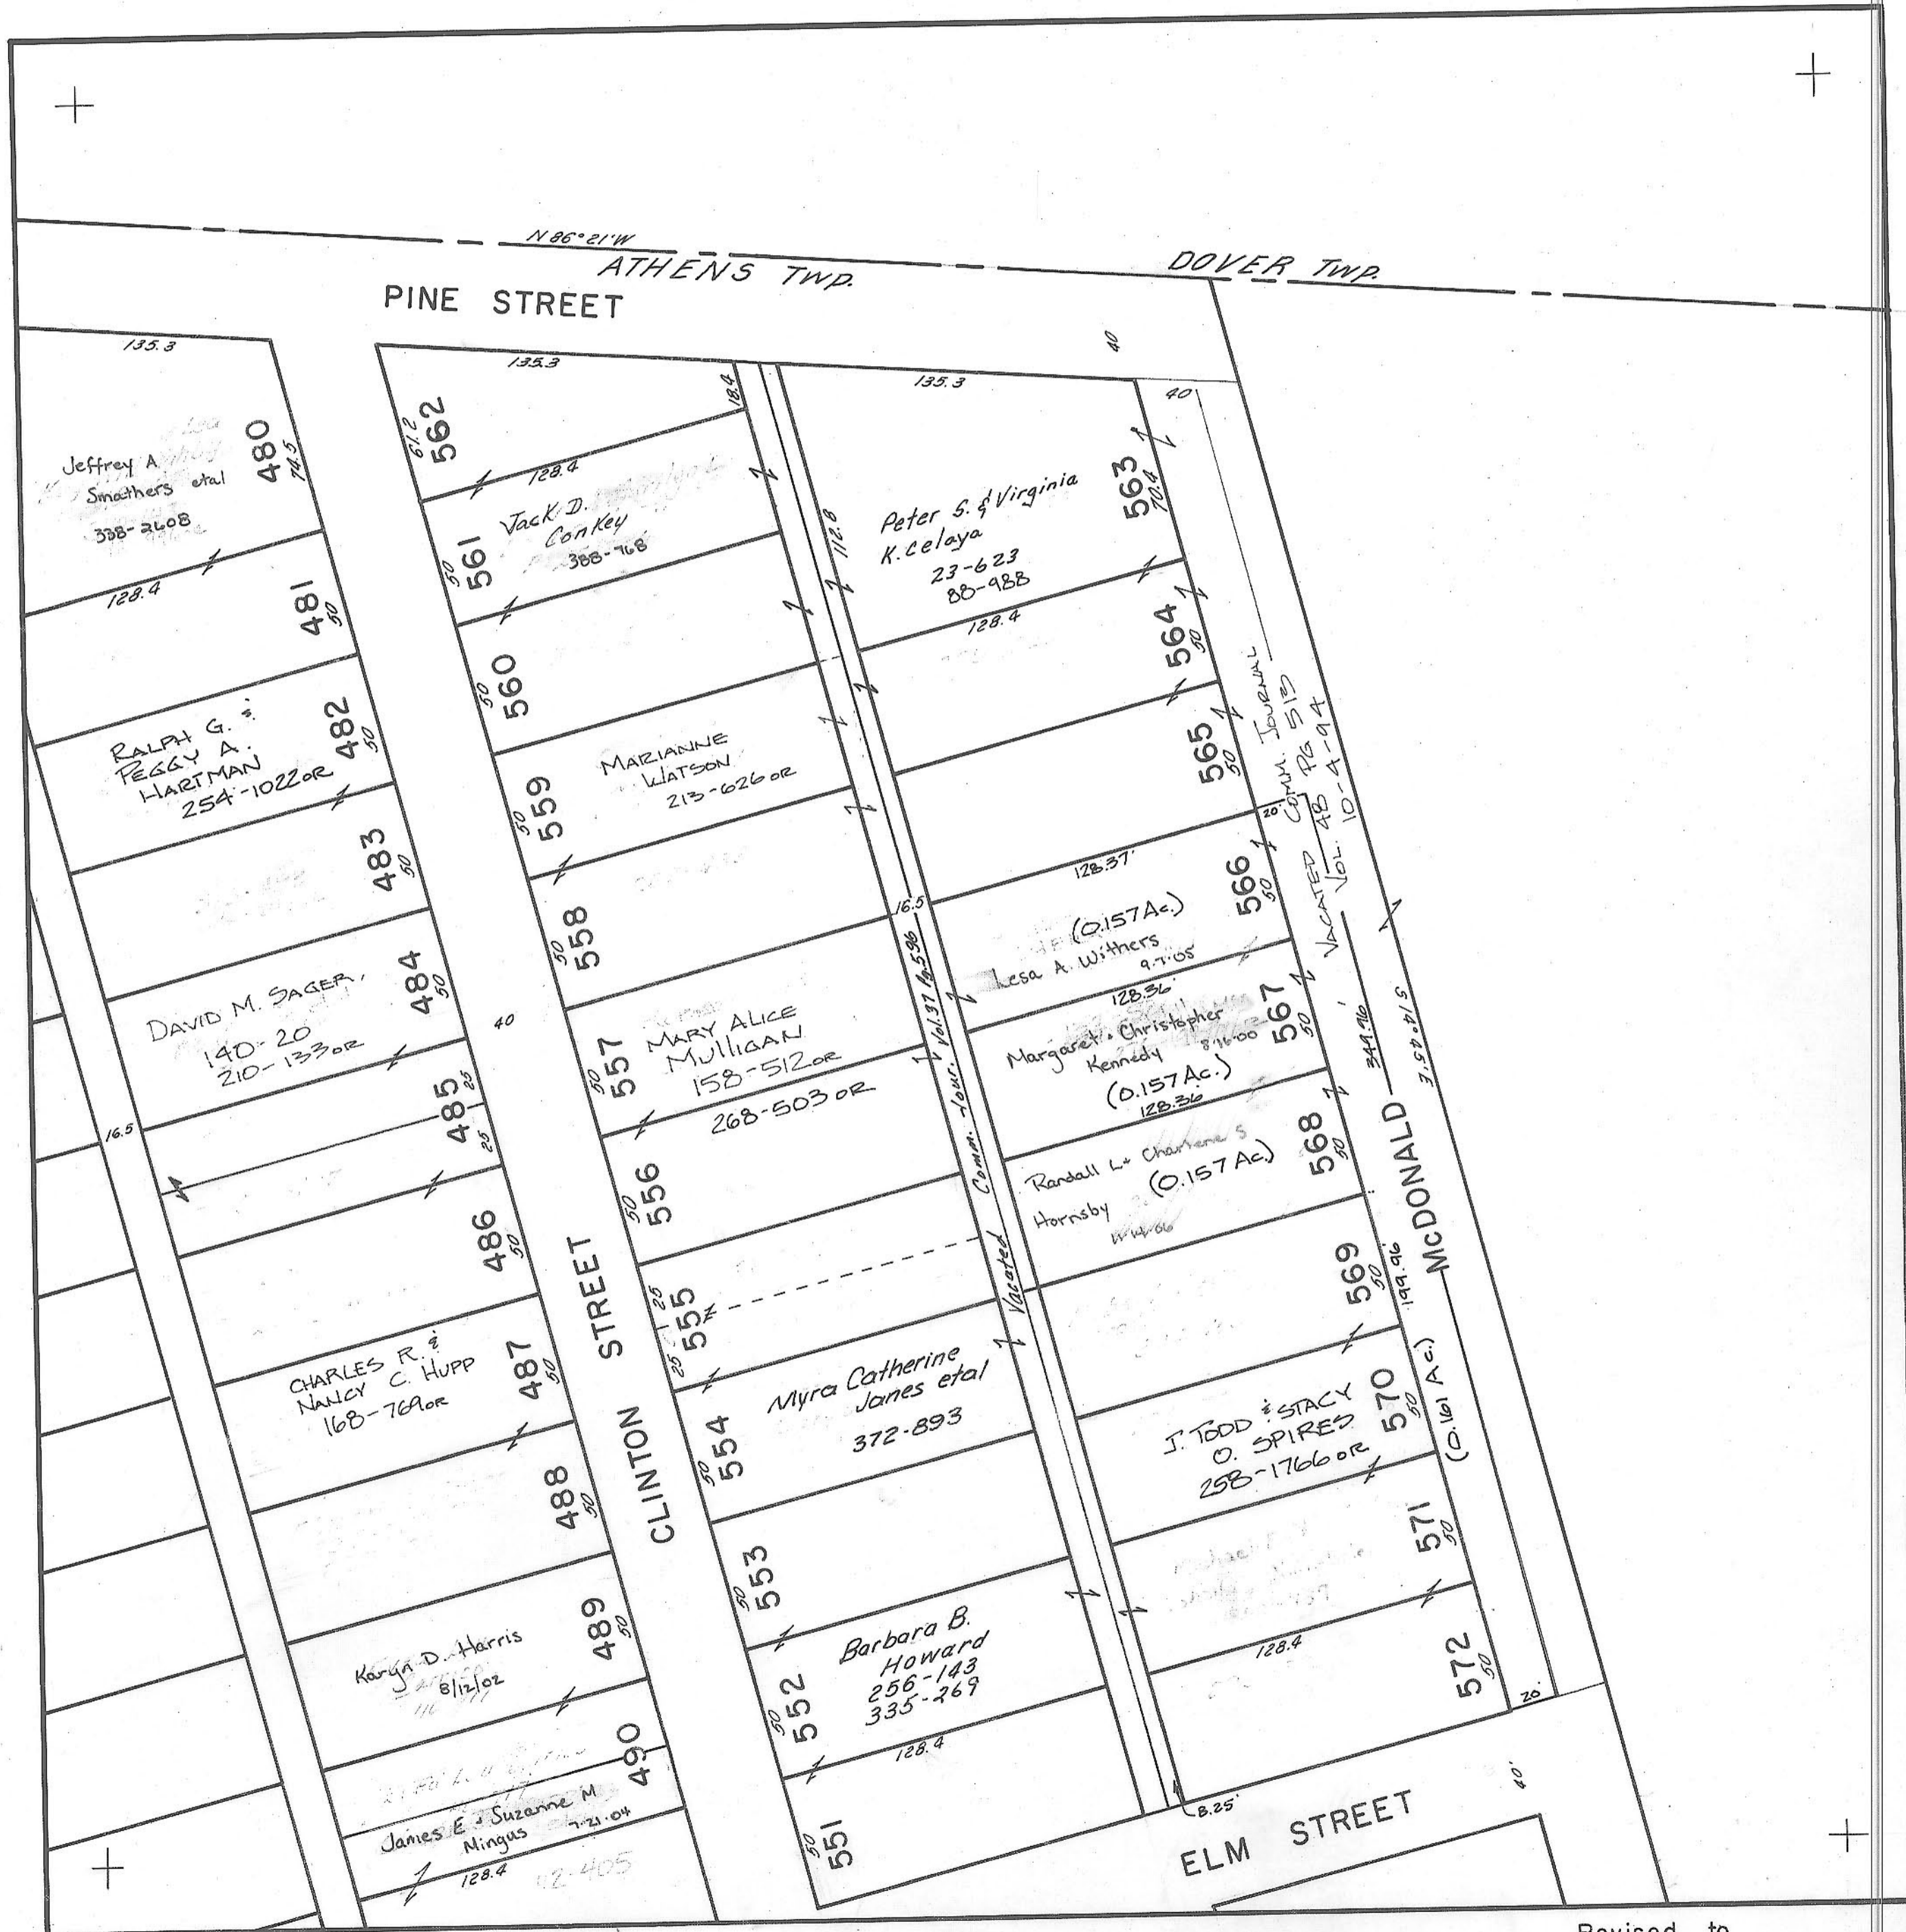 N 86° 21' W
ATHENS TWP.
DOVER TWP.
PINE STREET
135.3
135.3
135.3
40
40
18.4
Jeffrey A.
Smathers etal
338-2608
480
74.5
128.4
481
50
RALPH G. &
PEGGY A.
HARTMAN
254-1022 OR
482
50
483
50
DAVID M. SAGER,
140-20
210-133 OR
484
50
16.5
485
25
25
486
50
CHARLES R. &
NANCY C. HUPP
168-769 OR
487
50
488
50
Karyn D. Harris
8/12/02
489
50
490
James E & Suzanne M
Mingus 7-21-04
128.4
40
CLINTON STREET
61.2
562
128.4
Jack D.
Conkey
388-768
50
561
50
560
MARIANNE
WATSON
213-626 OR
50
559
50
558
MARY ALICE
MULLIGAN
158-512 OR
50
557
268-503 OR
50
556
25
25
555
Myra Catherine
Janes etal
372-893
50
554
50
553
Barbara B.
Howard
256-143
335-269
50
552
128.4
50
551
16.5
Vacated Comm. Jour. Vol. 37 Pg. 596
8.25'
112.8
Peter S. & Virginia
K. Celaya
23-623
88-988
563
70.4
128.4
564
50
565
50
20'
128.37'
(0.157 Ac.)
Lesa A. Withers
9-7-05
566
50
128.36'
Margaret & Christopher
Kennedy 8-16-00
(0.157 Ac.)
567
50
128.36
Randall L & Charlene S
(0.157 Ac.)
Hornsby
568
50
569
50
J. TODD & STACY
O. SPIRES
258-1766 OR
570
50
571
50
128.4
572
50
20'
VACATED COMM. JOURNAL
VOL. 48 PG 513
10-4-94
349.96'
S 14° 45' E
McDONALD
199.96
(0.161 Ac.)
ELM STREET
40'
Revised to